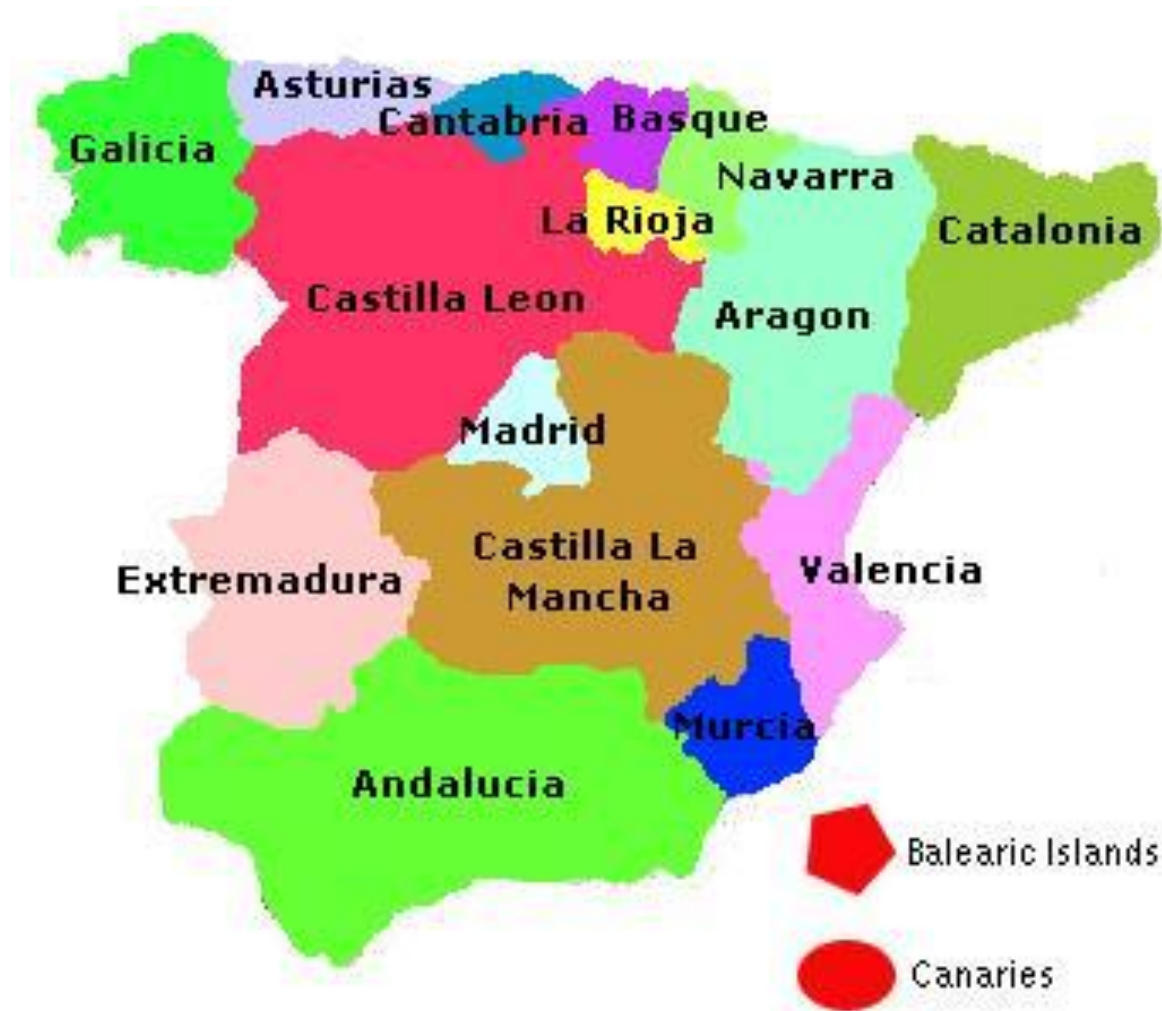 Asturias
Cantabria
Basque
Galicia
Navarra
La Rioja
Catalonia
Castilla Leon
Aragon
Madrid
Castilla La
Mancha
Valencia
Extremadura
Murcia
Andalucia
Balearic Islands
Canaries